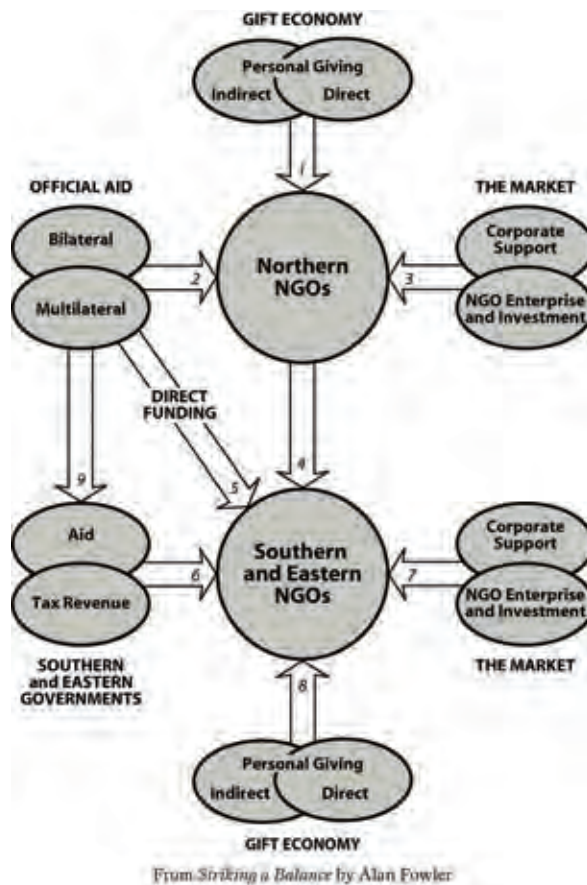 GIFT ECONOMY
Personal Giving
Indirect
Direct
1
OFFICIAL AID
THE MARKET
Bilateral
Corporate
Support
Northern
NGOs
2
3
Multilateral
NGO Enterprise
and Investment
DIRECT
FUNDING
4
9
5
Aid
Corporate
Support
Southern
and Eastern
NGOs
6
7
Tax Revenue
NGO Enterprise
and Investment
SOUTHERN
and EASTERN
GOVERNMENTS
THE MARKET
8
Personal Giving
Indirect
Direct
GIFT ECONOMY
From Striking a Balance by Alan Fowler